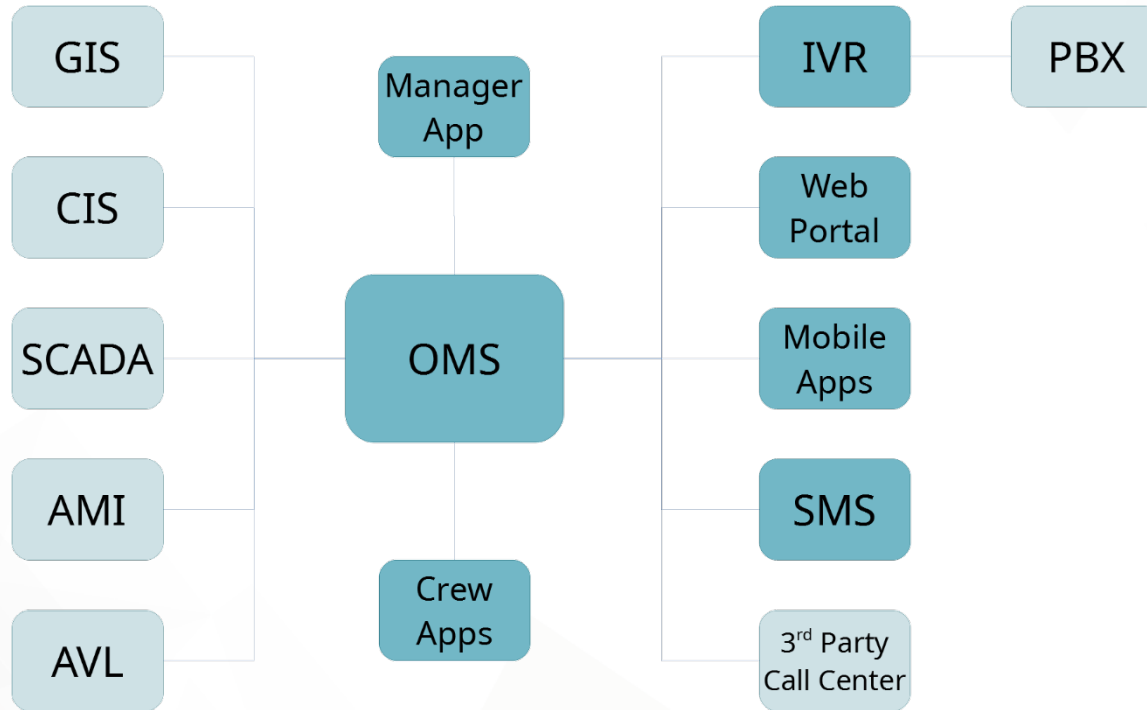 GIS
CIS
SCADA
AMI
AVL
Manager
App
OMS
Crew
Apps
IVR
PBX
Web
Portal
Mobile
Apps
SMS
3rd Party
Call Center